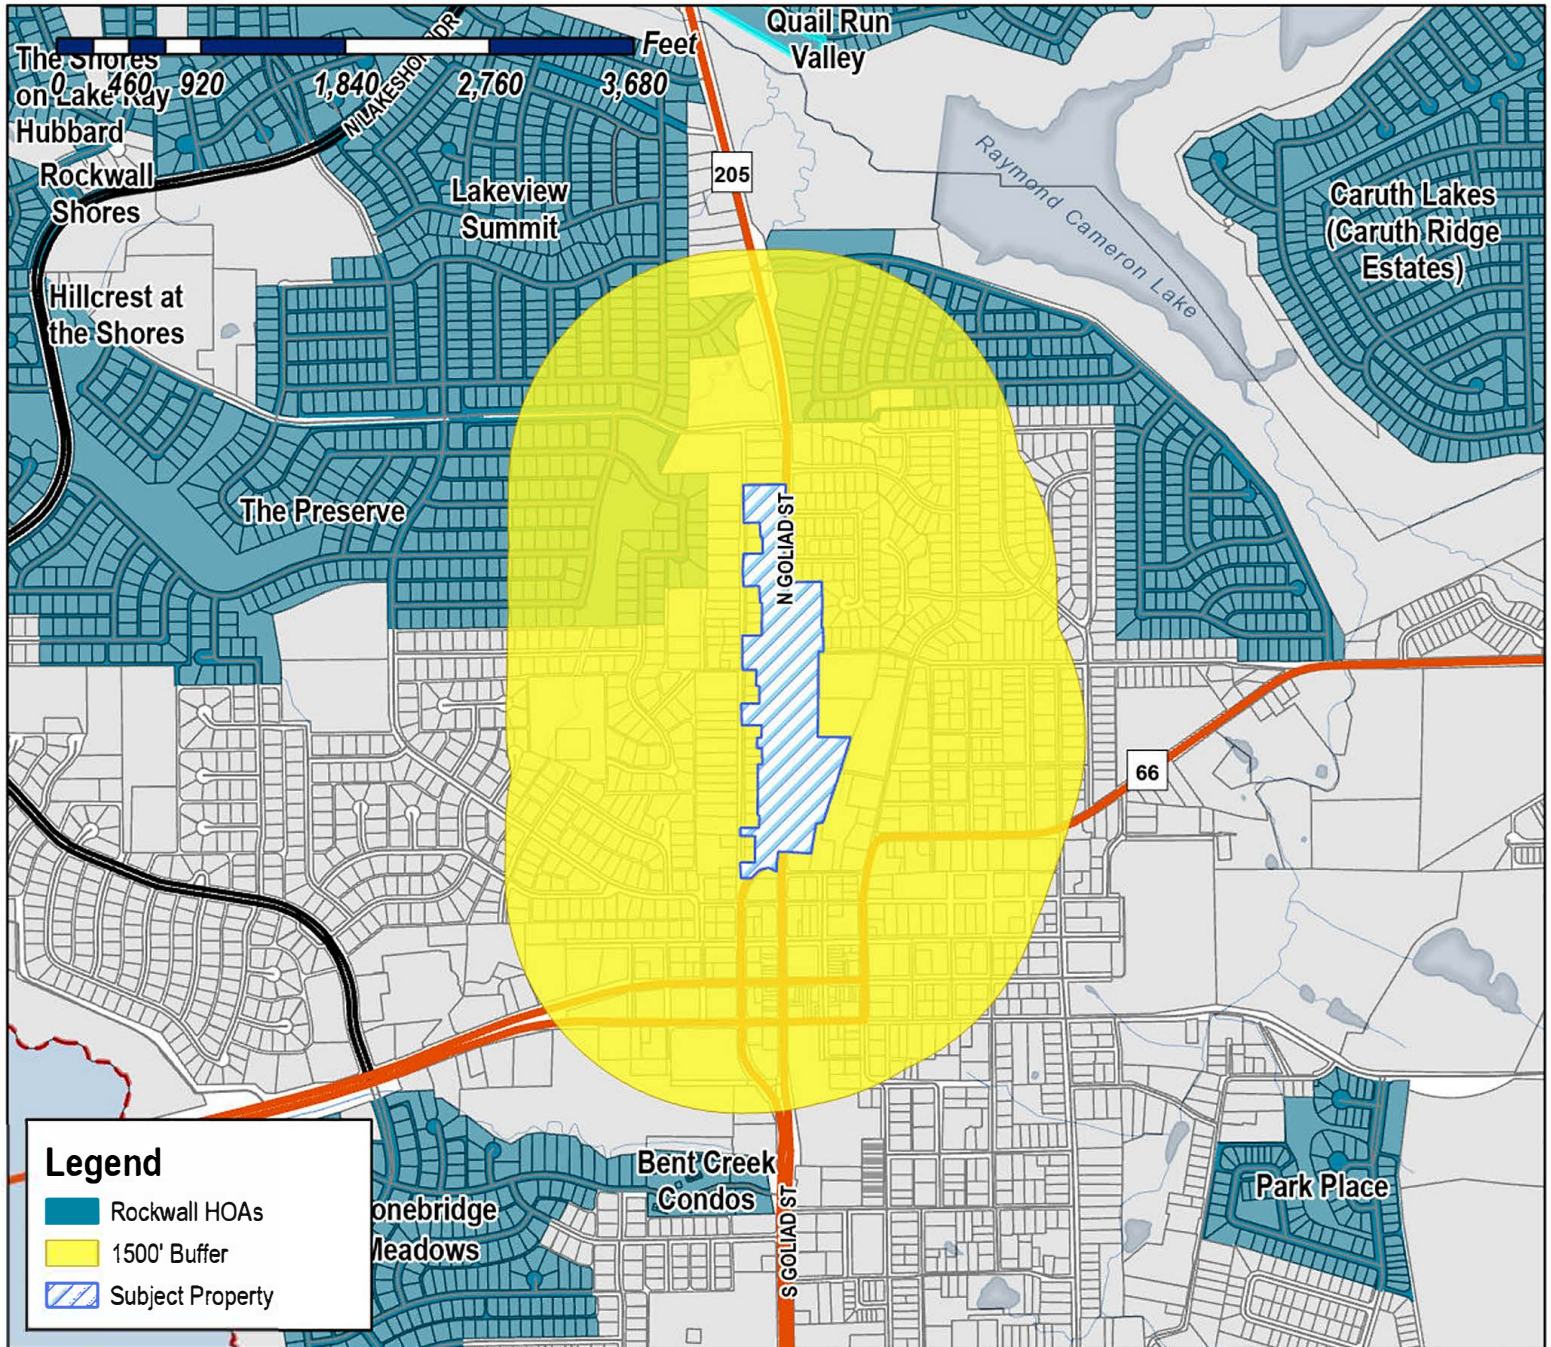 Quail Run
Valley
Feet
0 460 920 1,840 2,760 3,680
The Shores
on Lake Ray
Hubbard
N LAKESHORE DR
Rockwall
Shores
205
Lakeview
Summit
Raymond Cameron Lake
Caruth Lakes
(Caruth Ridge
Estates)
Hillcrest at
the Shores
The Preserve
N GOLIAD ST
66
Bent Creek
Condos
S GOLIAD ST
Park Place
onebridge
Meadows
Legend
Rockwall HOAs
1500' Buffer
Subject Property